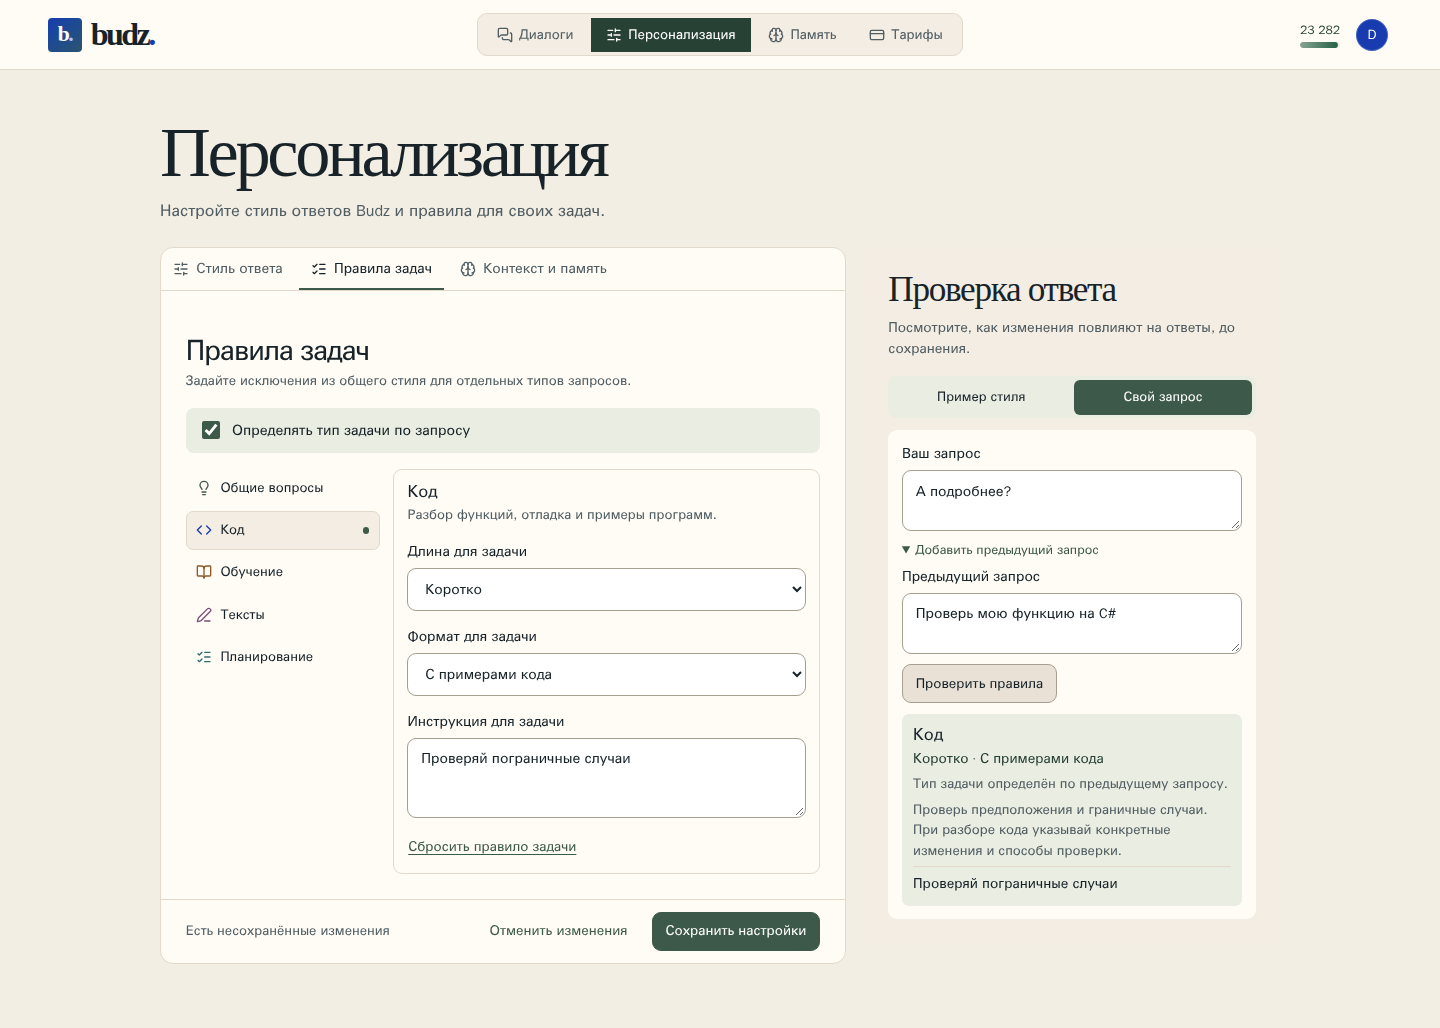 b. budz.
Диалоги
Персонализация
Память
Тарифы
23 282
D
Персонализация
Настройте стиль ответов Budz и правила для своих задач.
Стиль ответа
Правила задач
Контекст и память
Правила задач
Задайте исключения из общего стиля для отдельных типов запросов.
Определять тип задачи по запросу
Общие вопросы
Код
Обучение
Тексты
Планирование
Код
Разбор функций, отладка и примеры программ.
Длина для задачи
Коротко
Формат для задачи
С примерами кода
Инструкция для задачи
Проверяй пограничные случаи
Сбросить правило задачи
Есть несохранённые изменения
Отменить изменения
Сохранить настройки
Проверка ответа
Посмотрите, как изменения повлияют на ответы, до
сохранения.
Пример стиля
Свой запрос
Ваш запрос
А подробнее?
▼ Добавить предыдущий запрос
Предыдущий запрос
Проверь мою функцию на C#
Проверить правила
Код
Коротко · С примерами кода
Тип задачи определён по предыдущему запросу.
Проверь предположения и граничные случаи.
При разборе кода указывай конкретные
изменения и способы проверки.
Проверяй пограничные случаи